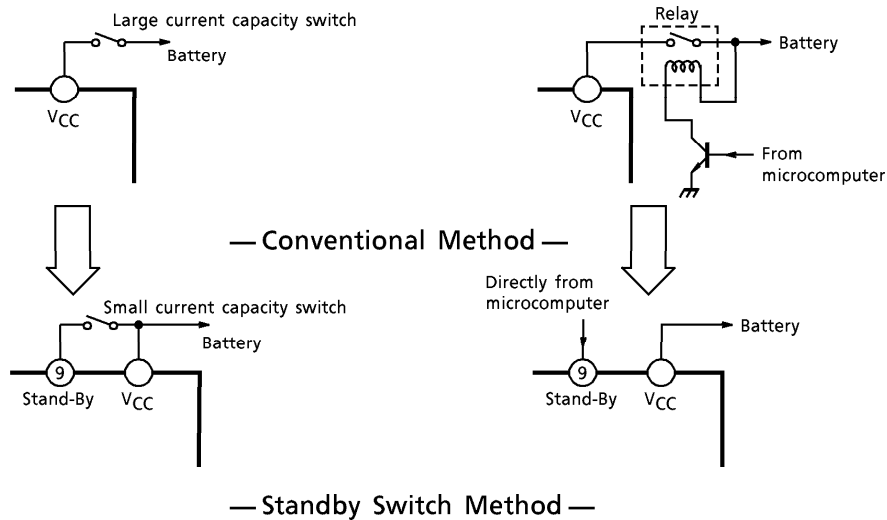 Large current capacity switch
Battery
VCC
Relay
Battery
VCC
From
microcomputer
— Conventional Method —
Small current capacity switch
Battery
9
Stand-By
VCC
Directly from
microcomputer
Battery
9
Stand-By
VCC
— Standby Switch Method —